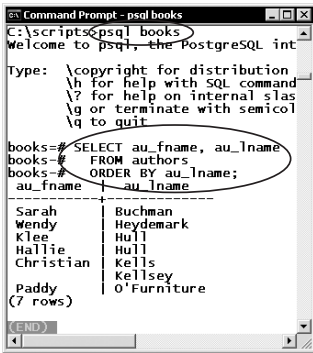 Command Prompt - psql books
C:\scripts>psql books
Welcome to psql, the PostgreSQL int
Type:  \copyright for distribution
       \h for help with SQL command
       \? for help on internal slas
       \g or terminate with semicol
       \q to quit
books=# SELECT au_fname, au_lname
books-#   FROM authors
books-#   ORDER BY au_lname;
 au_fname  |  au_lname
-----------+-------------
 Sarah     | Buchman
 Wendy     | Heydemark
 Klee      | Hull
 Hallie    | Hull
 Christian | Kells
           | Kellsey
 Paddy     | O'Furniture
(7 rows)
(END)